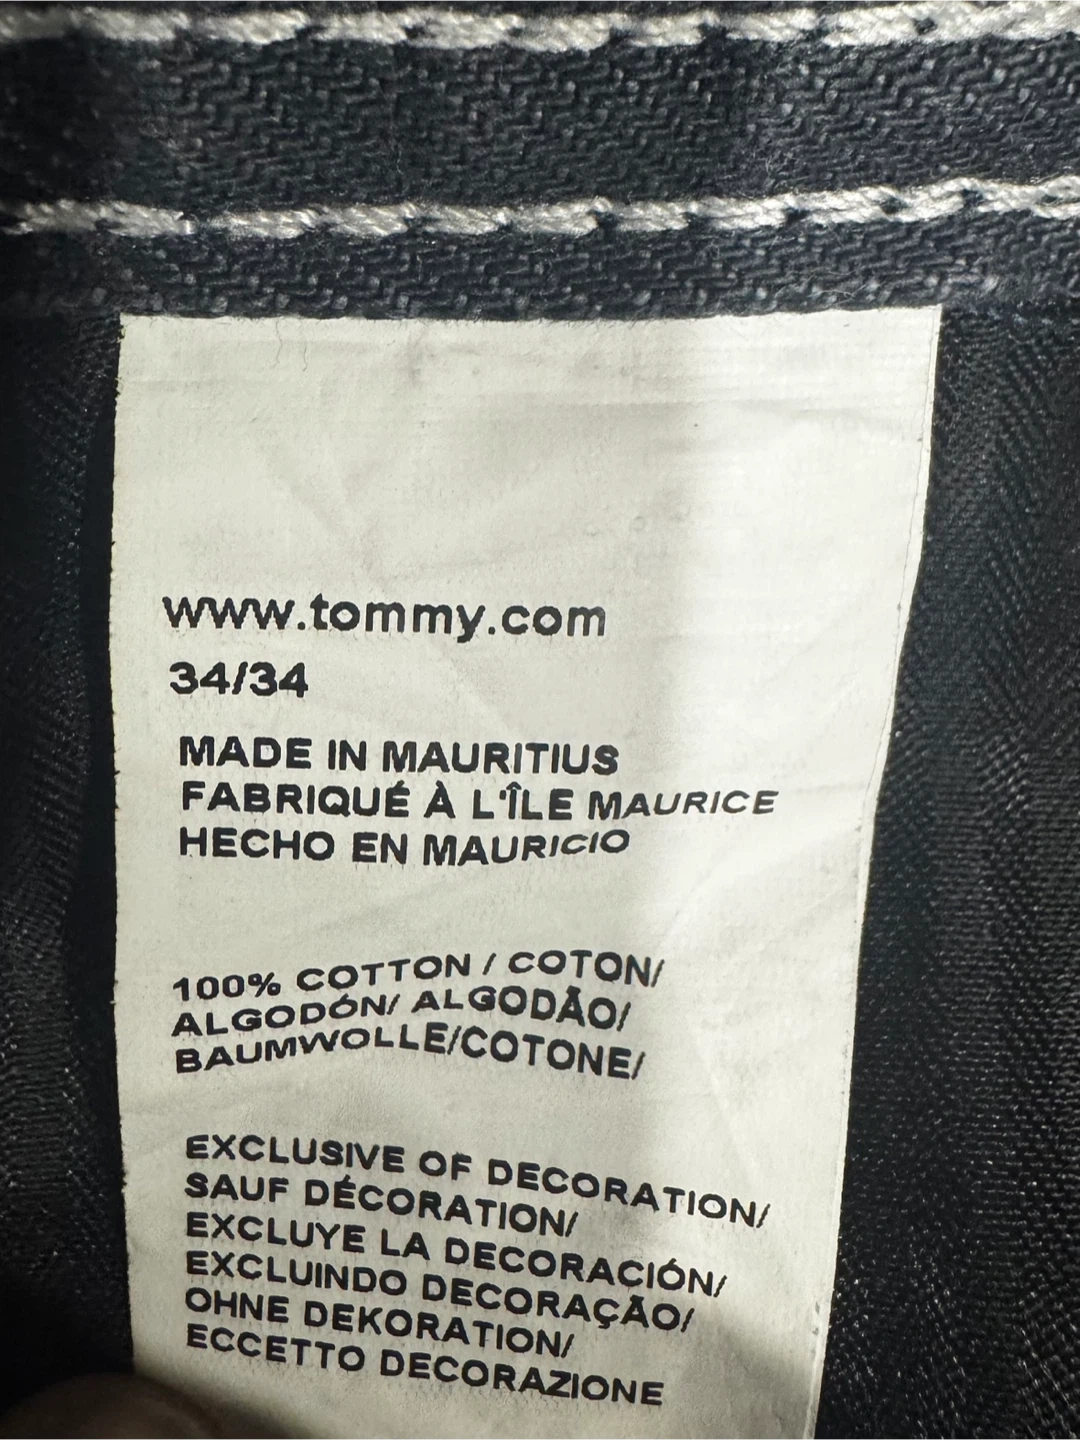 www.tommy.com
34/34
MADE IN MAURITIUS
FABRIQUÉ À L'ÎLE MAURICE
HECHO EN MAURICIO
100% COTTON / COTON/
ALGODÓN/ ALGODÃO/
BAUMWOLLE/COTONE/
EXCLUSIVE OF DECORATION/
SAUF DÉCORATION/
EXCLUYE LA DECORACIÓN/
EXCLUINDO DECORAÇÃO/
OHNE DEKORATION/
ECCETTO DECORAZIONE